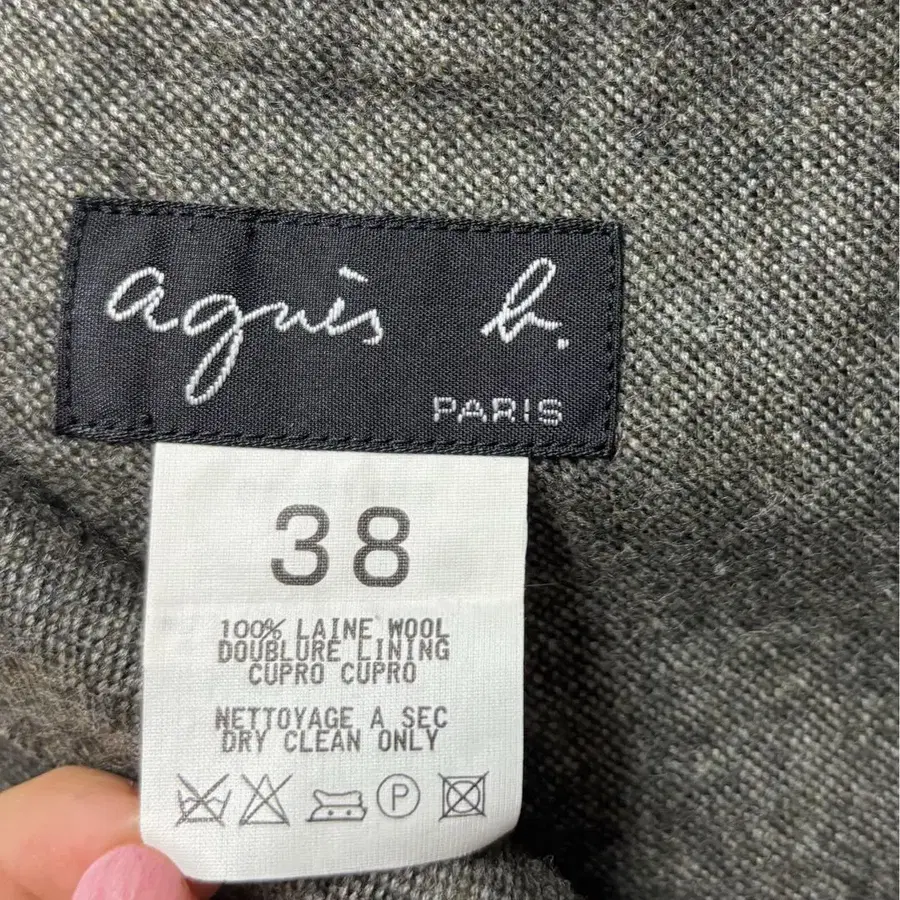 agnès b.
PARIS
38
100% LAINE WOOL
DOUBLURE LINING
CUPRO CUPRO
NETTOYAGE A SEC
DRY CLEAN ONLY
P